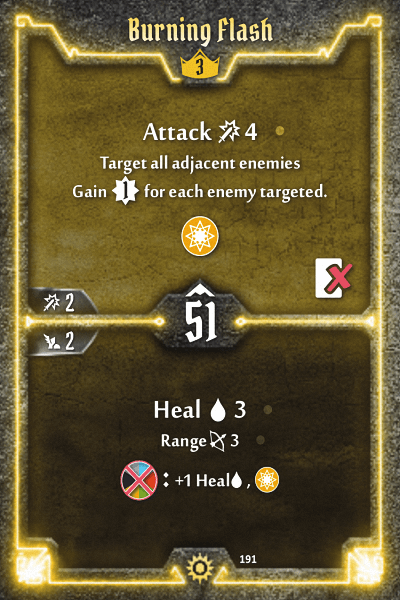 Burning Flash
3
Attack 4
Target all adjacent enemies
Gain 1 for each enemy targeted.
2
51
2
Heal 3
Range 3
: +1 Heal ,
191